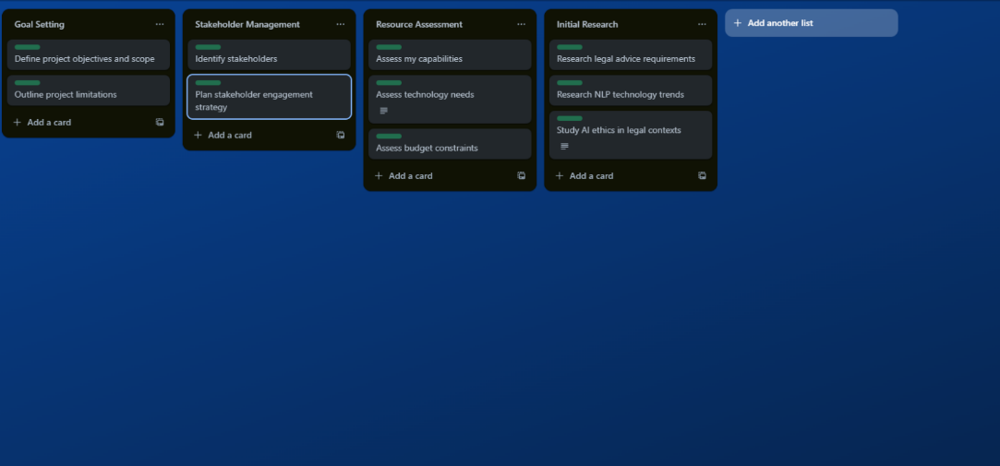 Goal Setting
Define project objectives and scope
Outline project limitations
+ Add a card
Stakeholder Management
Identify stakeholders
Plan stakeholder engagement
strategy
+ Add a card
Resource Assessment
Assess my capabilities
Assess technology needs
Assess budget constraints
+ Add a card
Initial Research
Research legal advice requirements
Research NLP technology trends
Study AI ethics in legal contexts
+ Add a card
+ Add another list